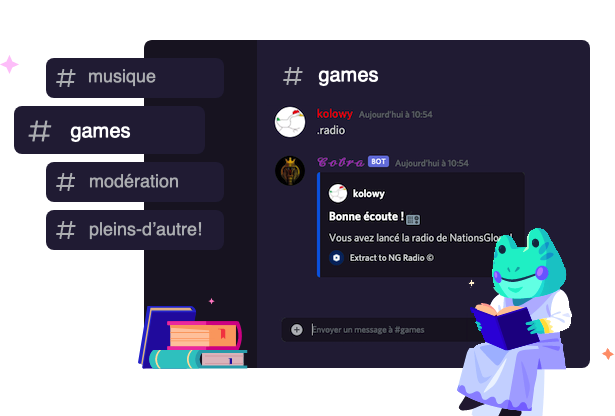 # musique
# games
# modération
# pleins-d'autre!
# games
kolowy Aujourd'hui à 10:54
.radio
Cobra BOT Aujourd'hui à 10:54
kolowy
Bonne écoute !
Vous avez lancé la radio de
Extract to NG Radio ©
Envoyer un message à #games